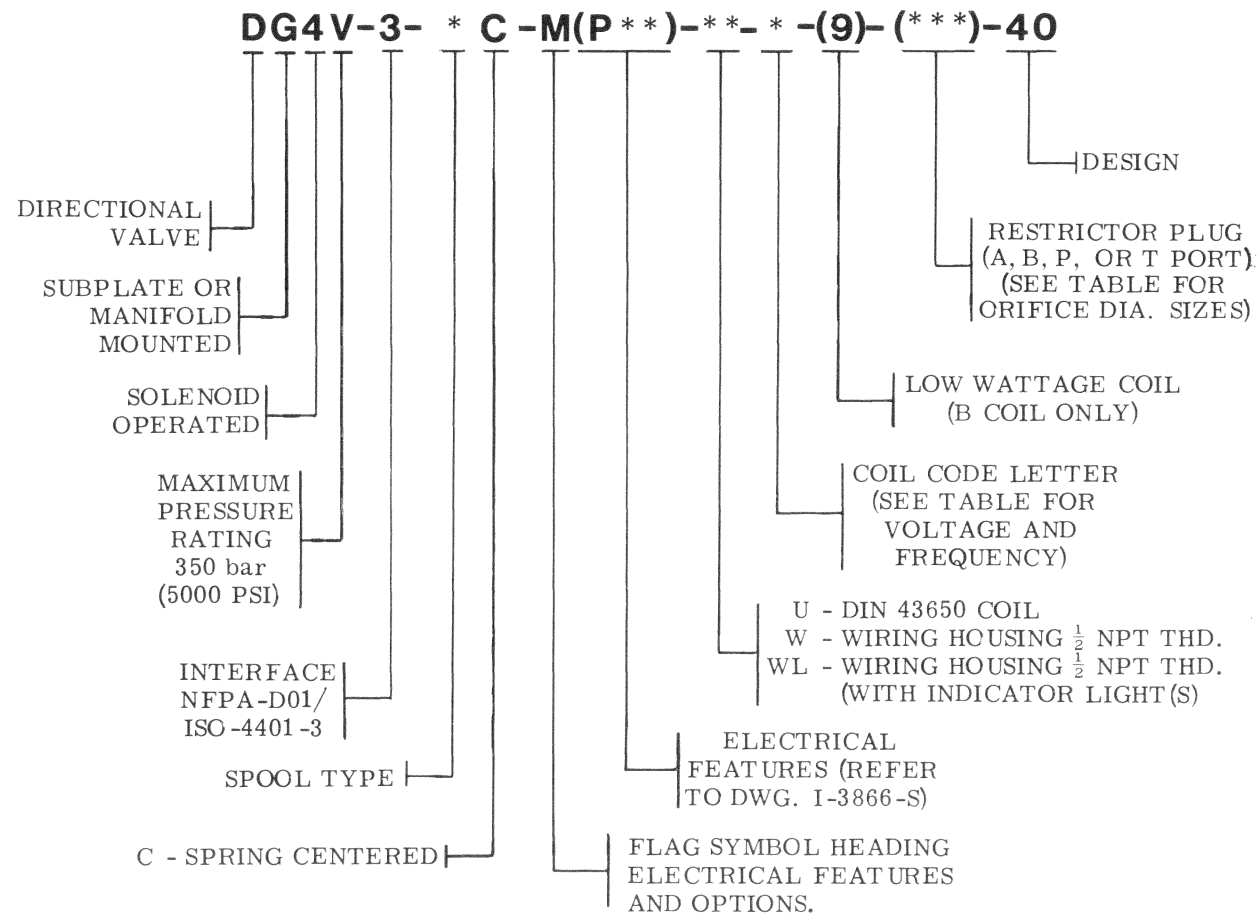 DG4V-3- * C -M(P**)-**- * -(9)-(***)-40
DESIGN
DIRECTIONAL
VALVE
RESTRICTOR PLUG
(A, B, P, OR T PORT)
(SEE TABLE FOR
ORIFICE DIA. SIZES)
SUBPLATE OR
MANIFOLD
MOUNTED
LOW WATTAGE COIL
(B COIL ONLY)
SOLENOID
OPERATED
COIL CODE LETTER
(SEE TABLE FOR
VOLTAGE AND
FREQUENCY)
MAXIMUM
PRESSURE
RATING
350 bar
(5000 PSI)
U - DIN 43650 COIL
W - WIRING HOUSING ½ NPT THD.
WL - WIRING HOUSING ½ NPT THD.
(WITH INDICATOR LIGHT(S)
INTERFACE
NFPA-D01/
ISO-4401-3
ELECTRICAL
FEATURES (REFER
TO DWG. I-3866-S)
SPOOL TYPE
C - SPRING CENTERED
FLAG SYMBOL HEADING
ELECTRICAL FEATURES
AND OPTIONS.